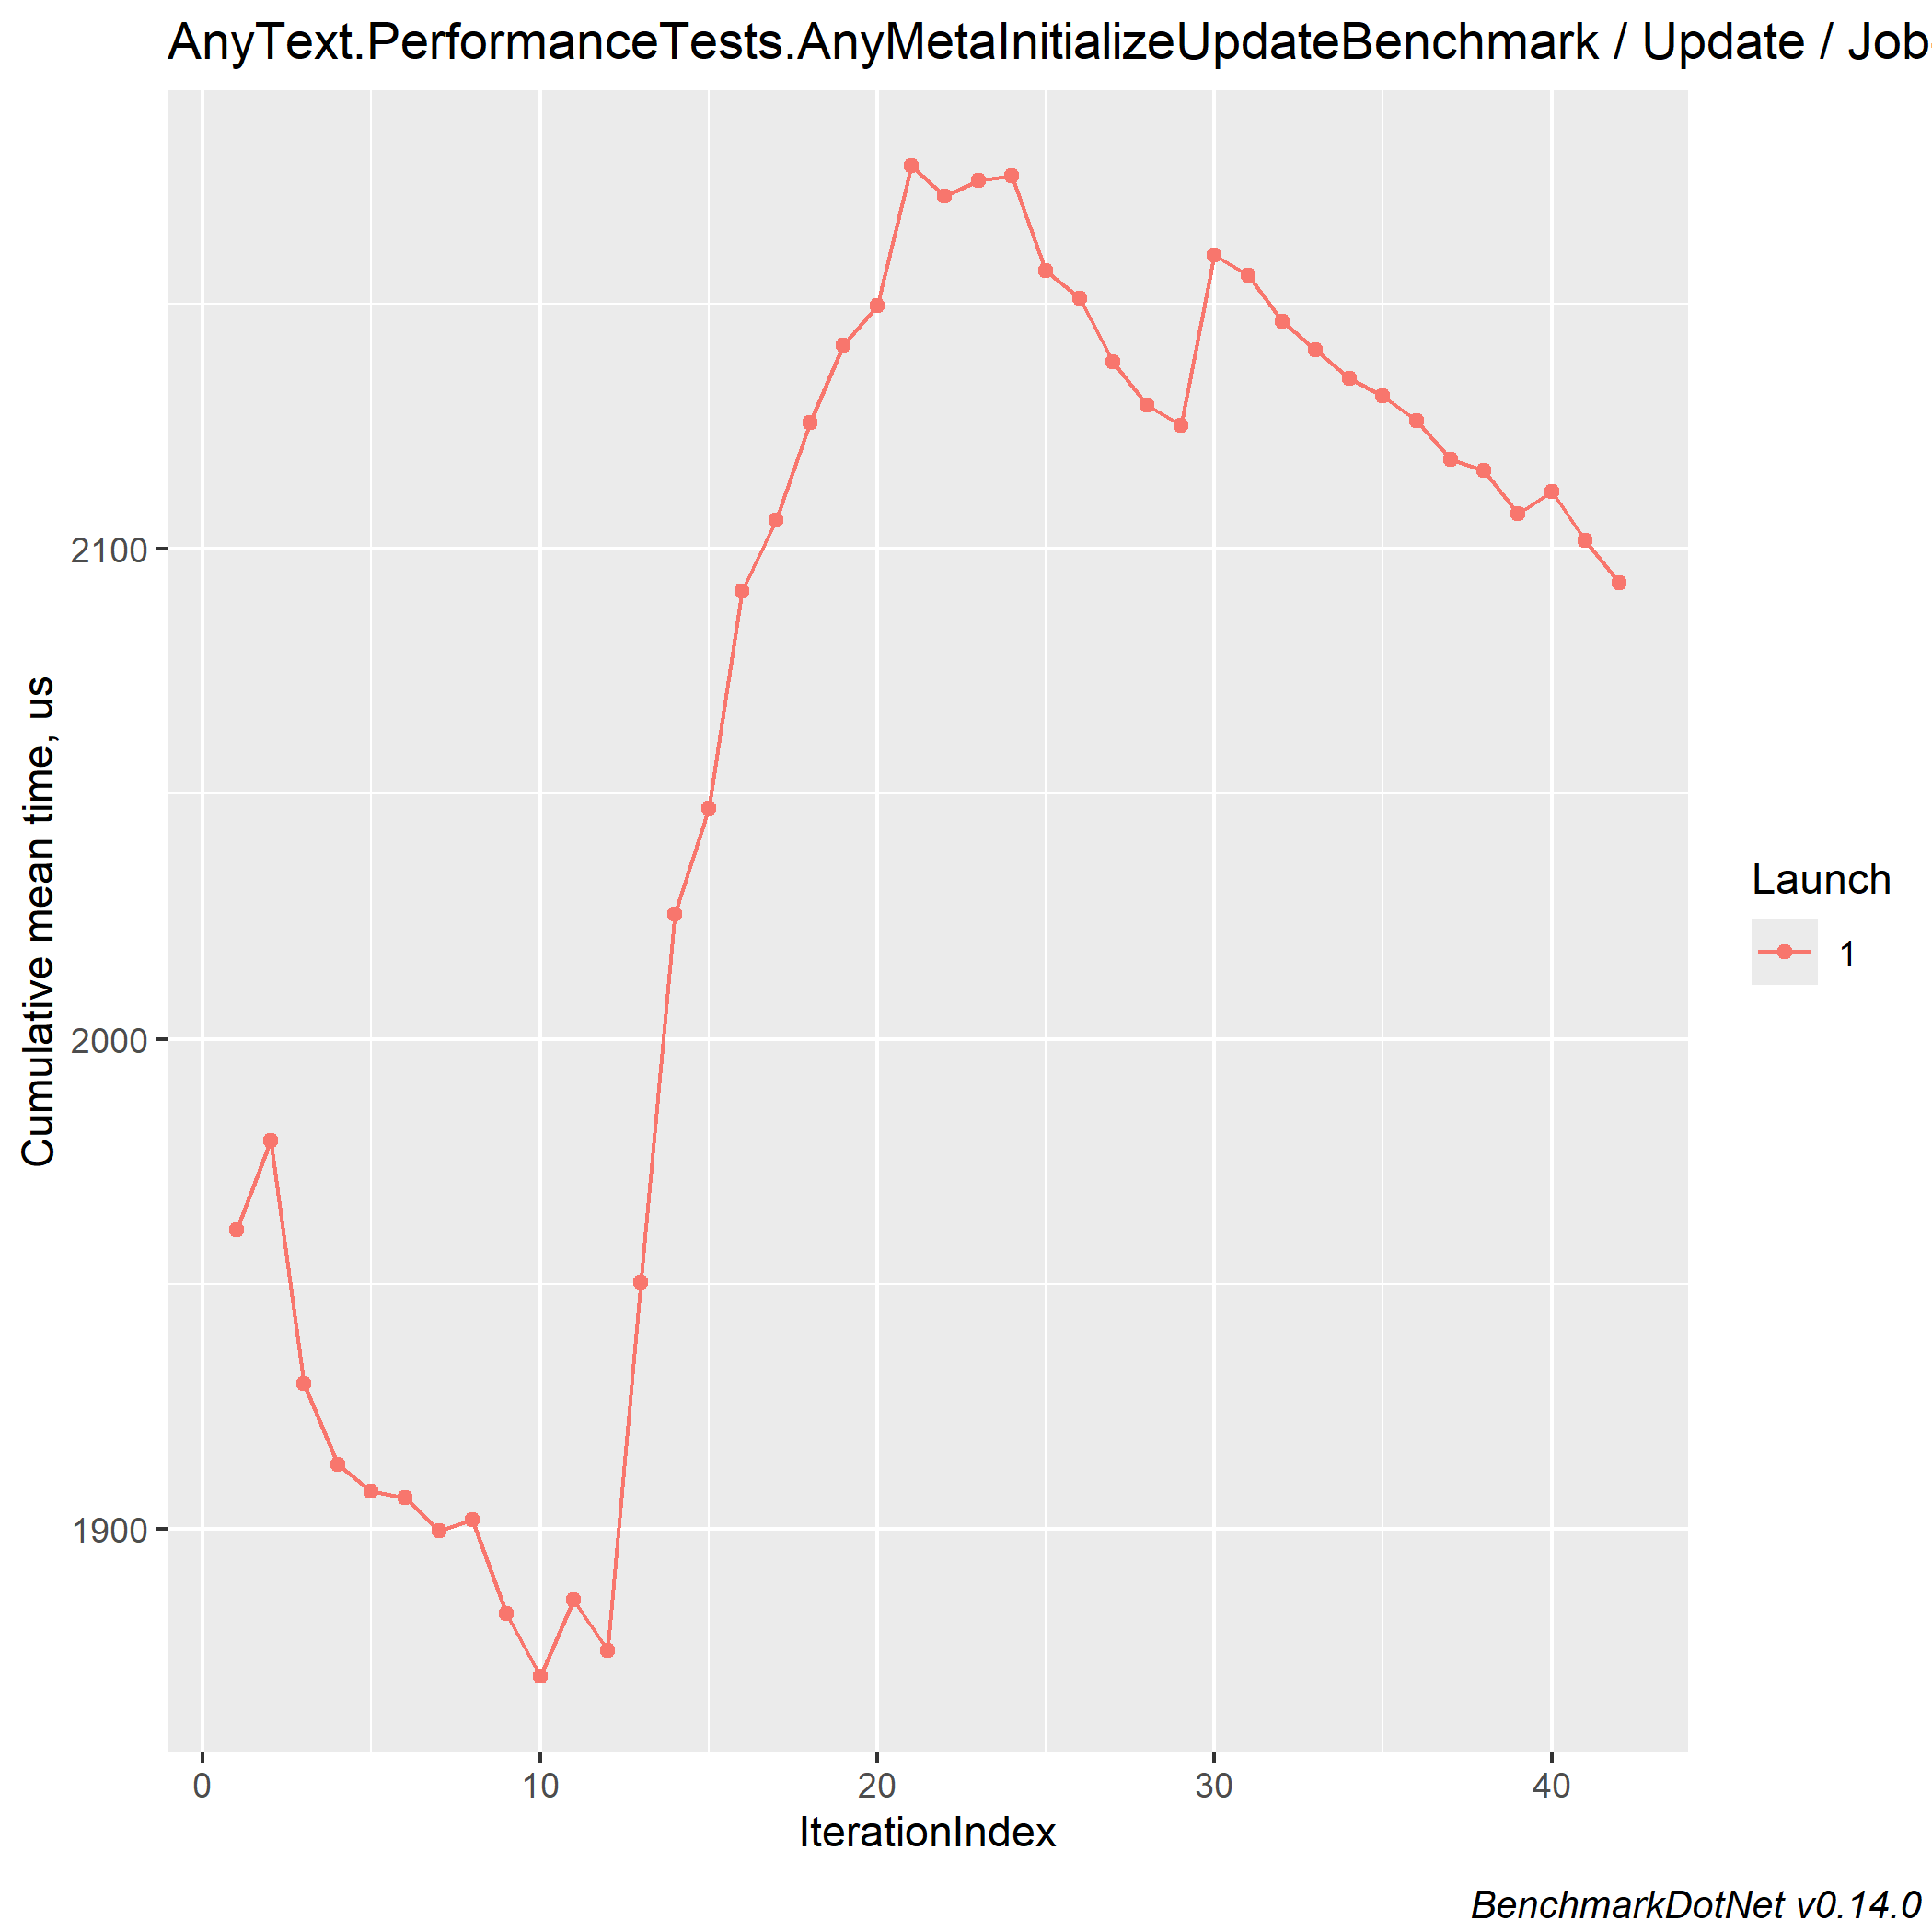 AnyText.PerformanceTests.AnyMetaInitializeUpdateBenchmark / Update / Job
Cumulative mean time, us
2100
2000
1900
0 10 20 30 40
IterationIndex
Launch
1
BenchmarkDotNet v0.14.0